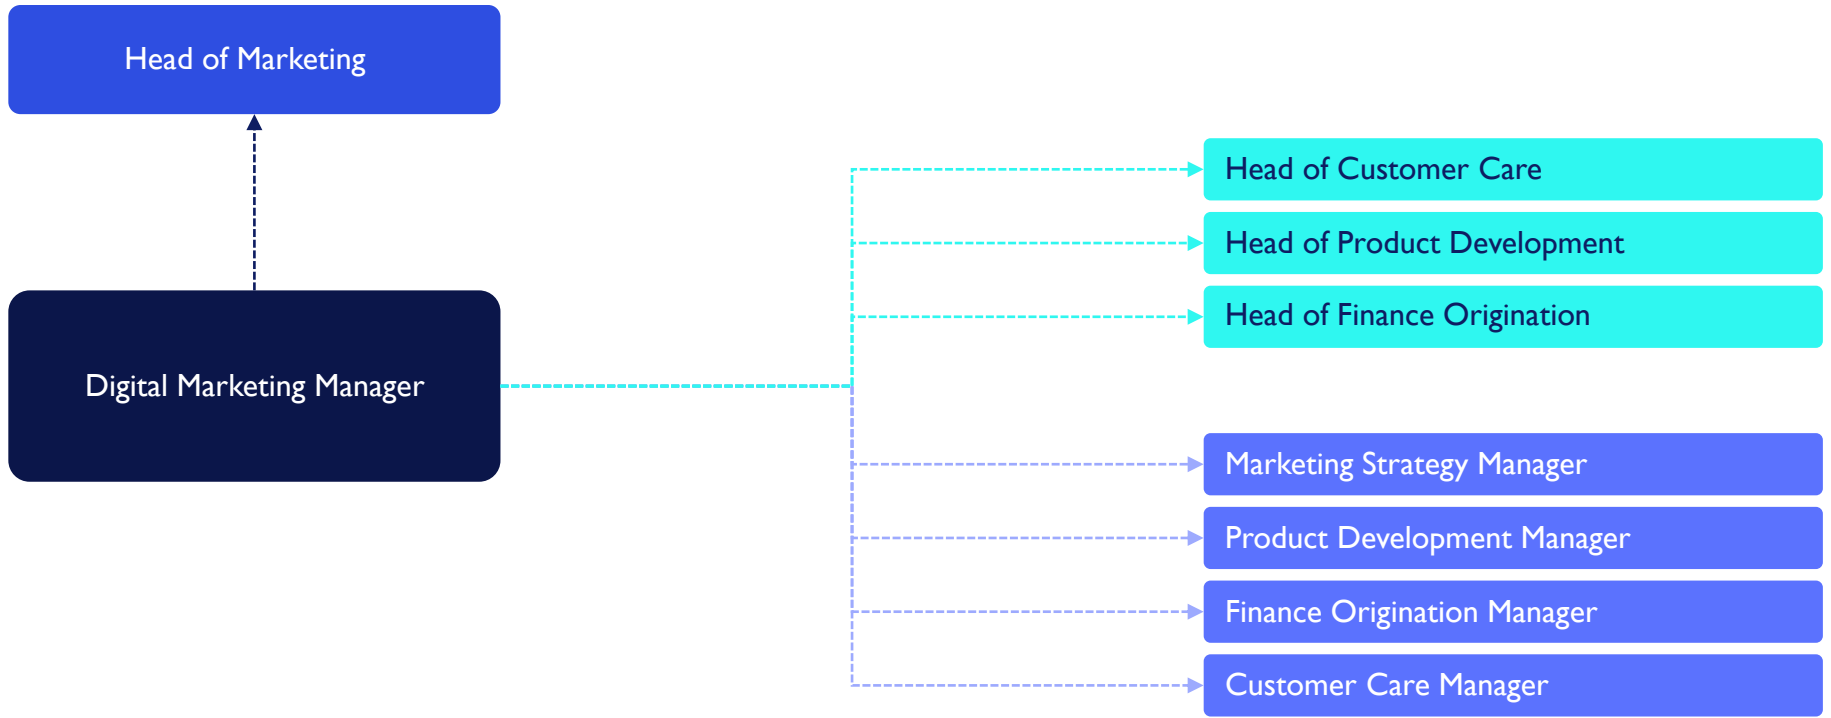 Head of Marketing
Digital Marketing Manager
Head of Customer Care
Head of Product Development
Head of Finance Origination
Marketing Strategy Manager
Product Development Manager
Finance Origination Manager
Customer Care Manager